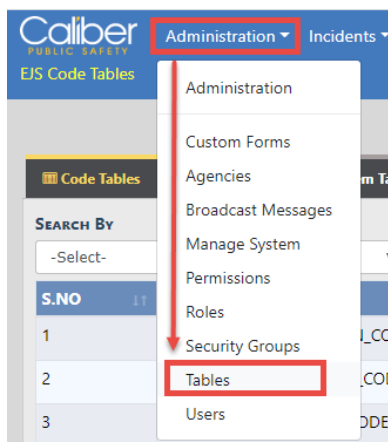 Caliber
PUBLIC SAFETY
Administration
Incidents
EJS Code Tables
Administration
Custom Forms
Agencies
Broadcast Messages
Manage System
Permissions
Roles
Security Groups
Tables
Users
Code Tables
SEARCH BY
-Select-
S.NO
1
2
3